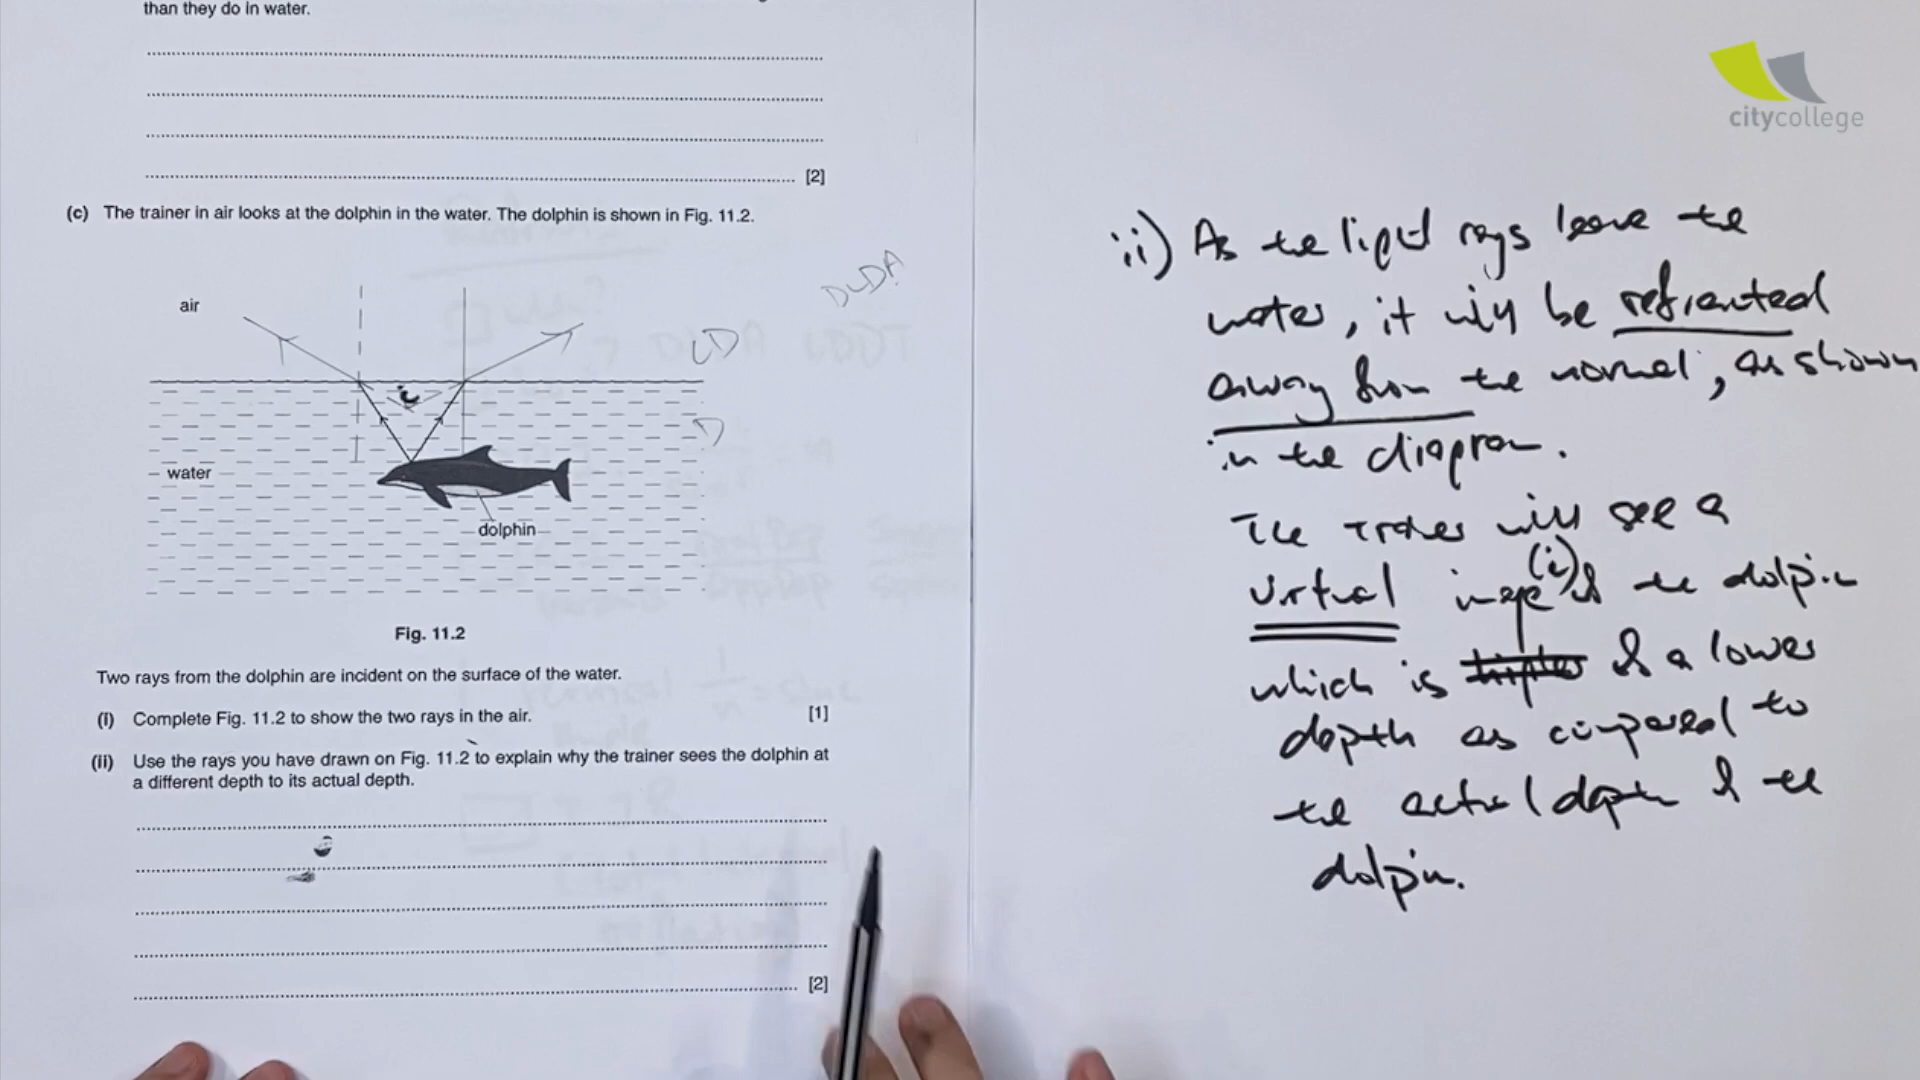 than they do in water.
[2]
(c) The trainer in air looks at the dolphin in the water. The dolphin is shown in Fig. 11.2.
air
water
dolphin
Fig. 11.2
Two rays from the dolphin are incident on the surface of the water.
(i) Complete Fig. 11.2 to show the two rays in the air. [1]
(ii) Use the rays you have drawn on Fig. 11.2 to explain why the trainer sees the dolphin at
a different depth to its actual depth.
[2]
DLDA
LD
D
i
citycollege
ii) As the light rays leave the
water, it will be refracted
away from the normal, as shown
in the diagram.
The trainer will see a
virtual image (i) of the dolphin
which is of a lower
depth as compared to
the actual depth of the
dolphin.